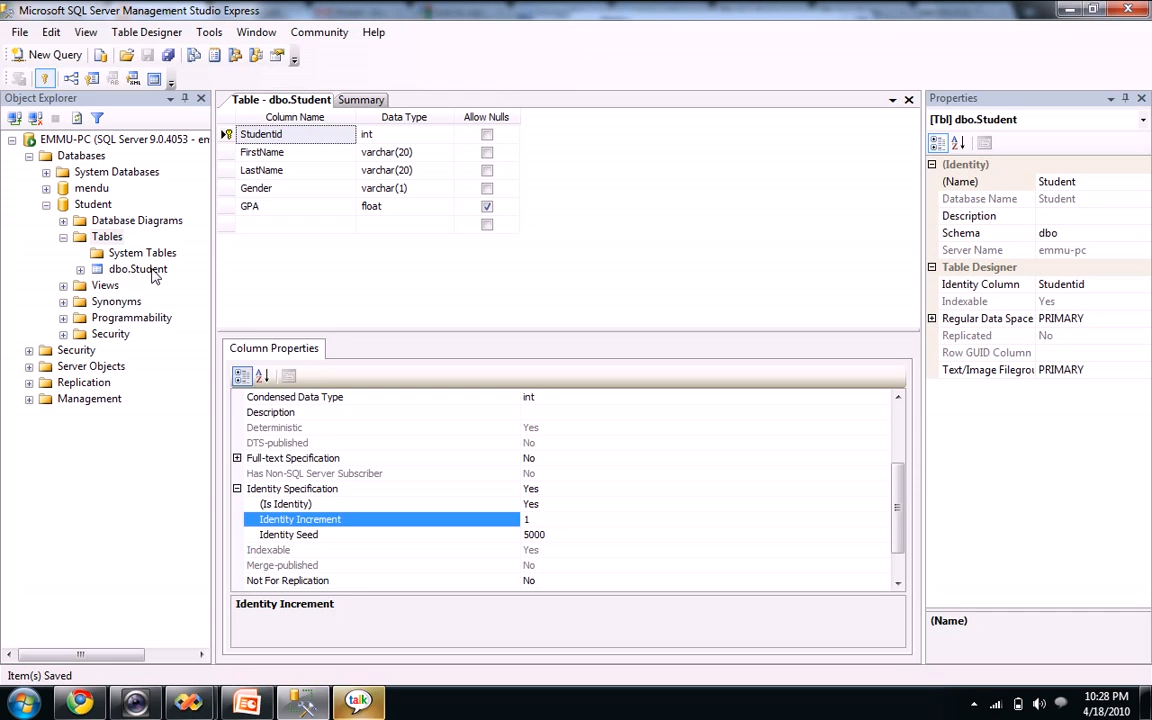 Microsoft SQL Server Management Studio Express
File Edit View Table Designer Tools Window Community Help
New Query
Object Explorer
EMMU-PC (SQL Server 9.0.4053 - en
Databases
System Databases
mendu
Student
Database Diagrams
Tables
System Tables
dbo.Student
Views
Synonyms
Programmability
Security
Security
Server Objects
Replication
Management
Table - dbo.Student Summary
Column Name Data Type Allow Nulls
Studentid int
FirstName varchar(20)
LastName varchar(20)
Gender varchar(1)
GPA float
Column Properties
Condensed Data Type int
Description
Deterministic Yes
DTS-published No
Full-text Specification No
Has Non-SQL Server Subscriber No
Identity Specification Yes
(Is Identity) Yes
Identity Increment 1
Identity Seed 5000
Indexable Yes
Merge-published No
Not For Replication No
Identity Increment
Properties
[Tbl] dbo.Student
(Identity)
(Name) Student
Database Name Student
Description
Schema dbo
Server Name emmu-pc
Table Designer
Identity Column Studentid
Indexable Yes
Regular Data Space PRIMARY
Replicated No
Row GUID Column
Text/Image Filegrou PRIMARY
(Name)
Item(s) Saved
talk
10:28 PM
4/18/2010